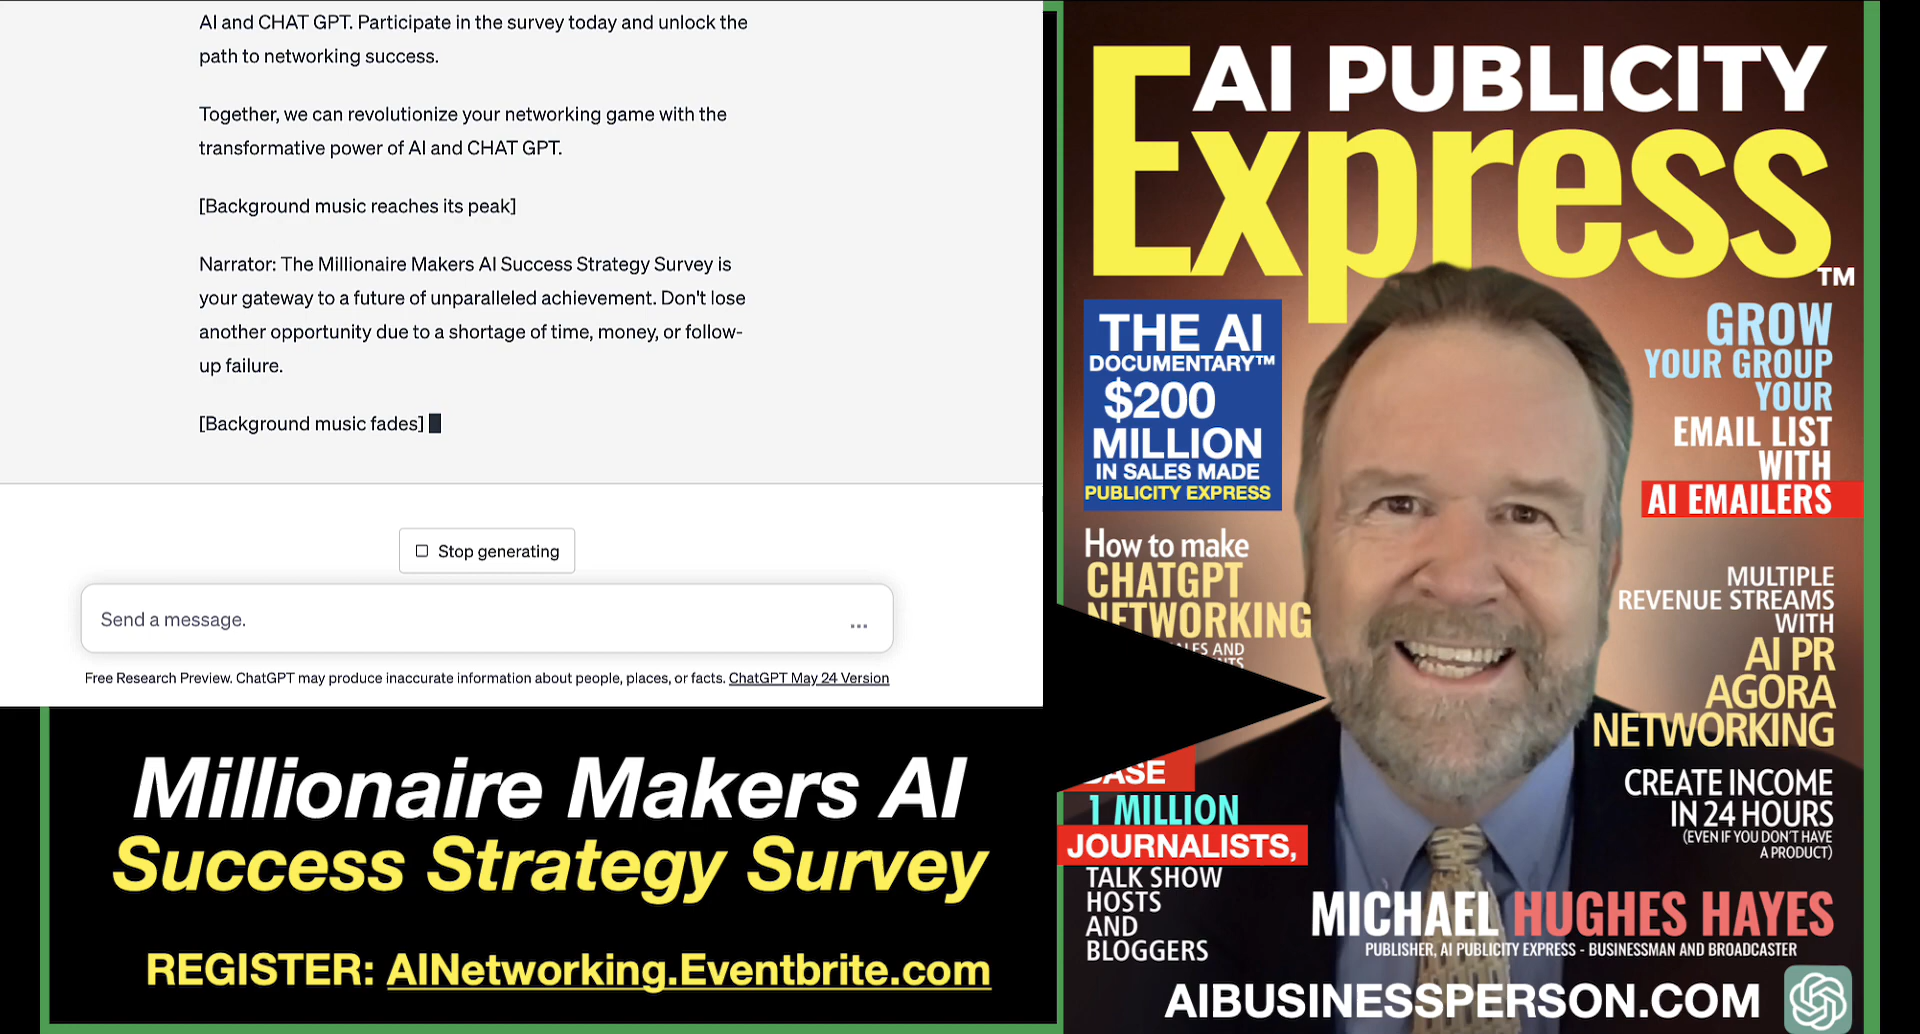 AI and CHAT GPT. Participate in the survey today and unlock the
path to networking success.
Together, we can revolutionize your networking game with the
transformative power of AI and CHAT GPT.
[Background music reaches its peak]
Narrator: The Millionaire Makers AI Success Strategy Survey is
your gateway to a future of unparalleled achievement. Don't lose
another opportunity due to a shortage of time, money, or follow-
up failure.
[Background music fades]
Stop generating
Send a message.
Free Research Preview. ChatGPT may produce inaccurate information about people, places, or facts. ChatGPT May 24 Version
Millionaire Makers AI
Success Strategy Survey
REGISTER: AINetworking.Eventbrite.com
AI PUBLICITY
Express
TM
THE AI
DOCUMENTARY™
$200
MILLION
IN SALES MADE
PUBLICITY EXPRESS
How to make
CHATGPT
NETWORKING
AND
1 MILLION
JOURNALISTS,
TALK SHOW
HOSTS
AND
BLOGGERS
GROW
YOUR GROUP
YOUR
EMAIL LIST
WITH
AI EMAILERS
MULTIPLE
REVENUE STREAMS
WITH
AI PR
AGORA
NETWORKING
CREATE INCOME
IN 24 HOURS
(EVEN IF YOU DON'T HAVE
A PRODUCT)
MICHAEL HUGHES HAYES
PUBLISHER, AI PUBLICITY EXPRESS - BUSINESSMAN AND BROADCASTER
AIBUSINESSPERSON.COM